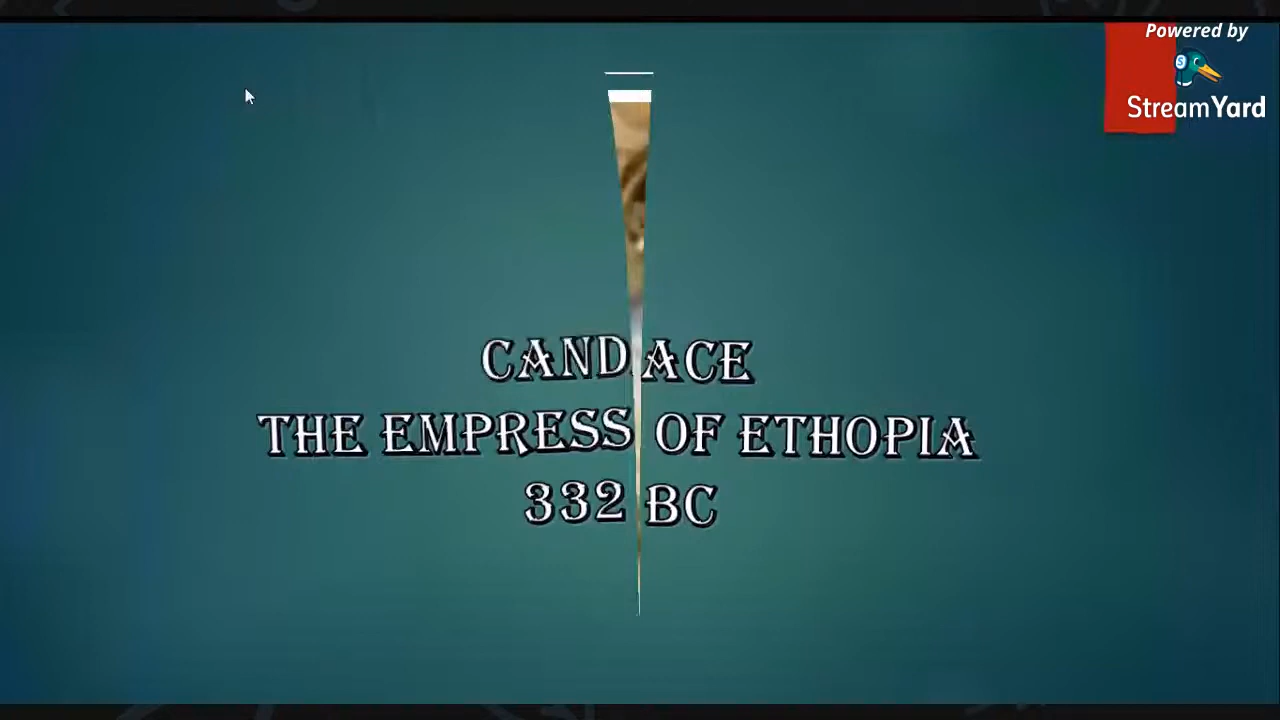 Powered by
StreamYard
CANDACE
THE EMPRESS OF ETHOPIA
332 BC